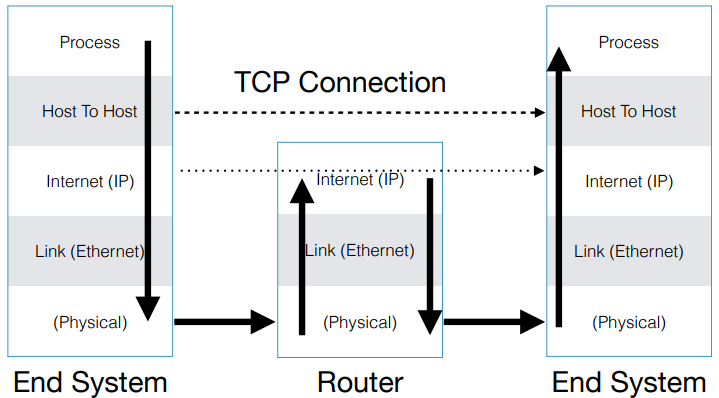 Process
Process
TCP Connection
Host To Host
Host To Host
Internet (IP)
Internet (IP)
Internet (IP)
Link (Ethernet)
Link (Ethernet)
Link (Ethernet)
(Physical)
(Physical)
(Physical)
End System
Router
End System